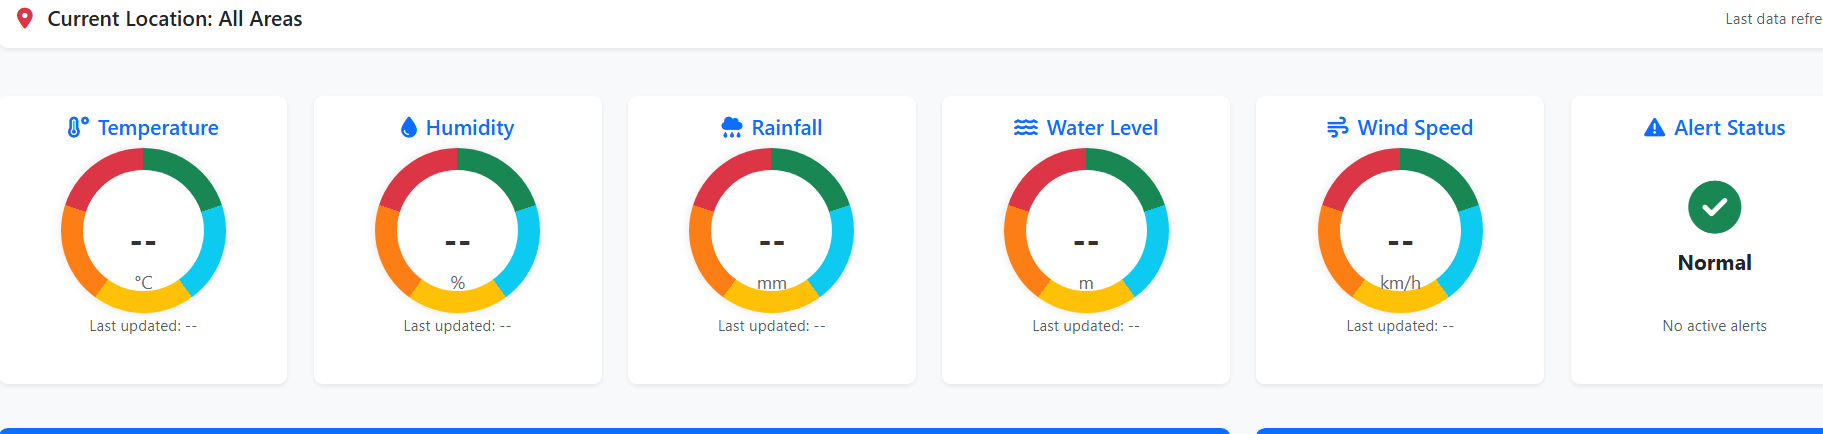 Current Location: All Areas
Last data refre
Temperature
--
°C
Last updated: --
Humidity
--
%
Last updated: --
Rainfall
--
mm
Last updated: --
Water Level
--
m
Last updated: --
Wind Speed
--
km/h
Last updated: --
Alert Status
Normal
No active alerts